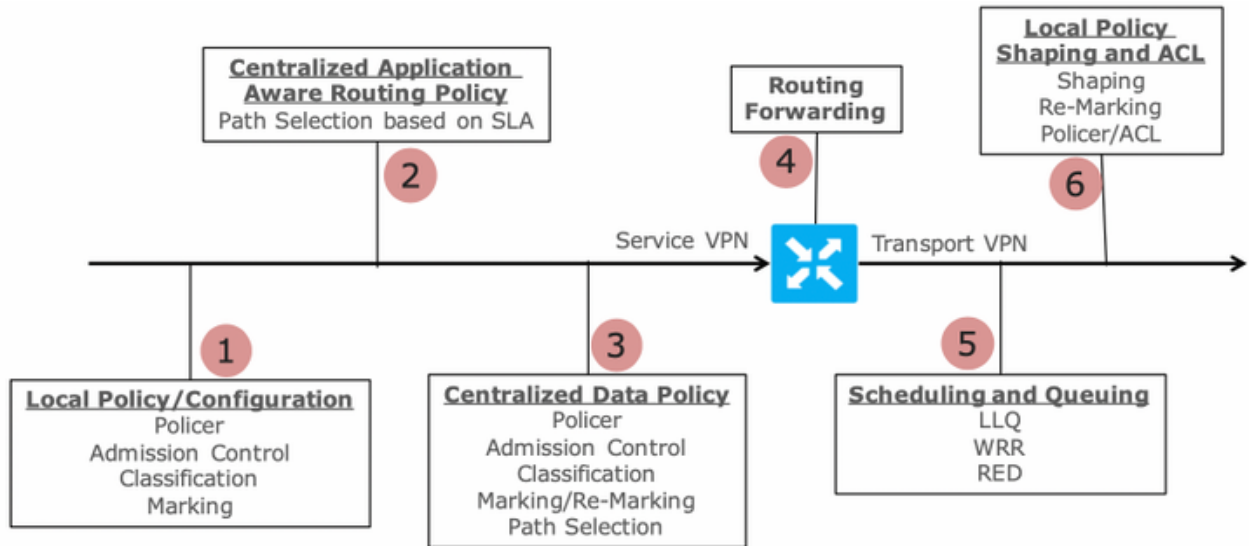 Centralized Application
Aware Routing Policy
Path Selection based on SLA
2
Routing
Forwarding
4
Local Policy
Shaping and ACL
Shaping
Re-Marking
Policer/ACL
6
Service VPN
Transport VPN
1
Local Policy/Configuration
Policer
Admission Control
Classification
Marking
3
Centralized Data Policy
Policer
Admission Control
Classification
Marking/Re-Marking
Path Selection
5
Scheduling and Queuing
LLQ
WRR
RED